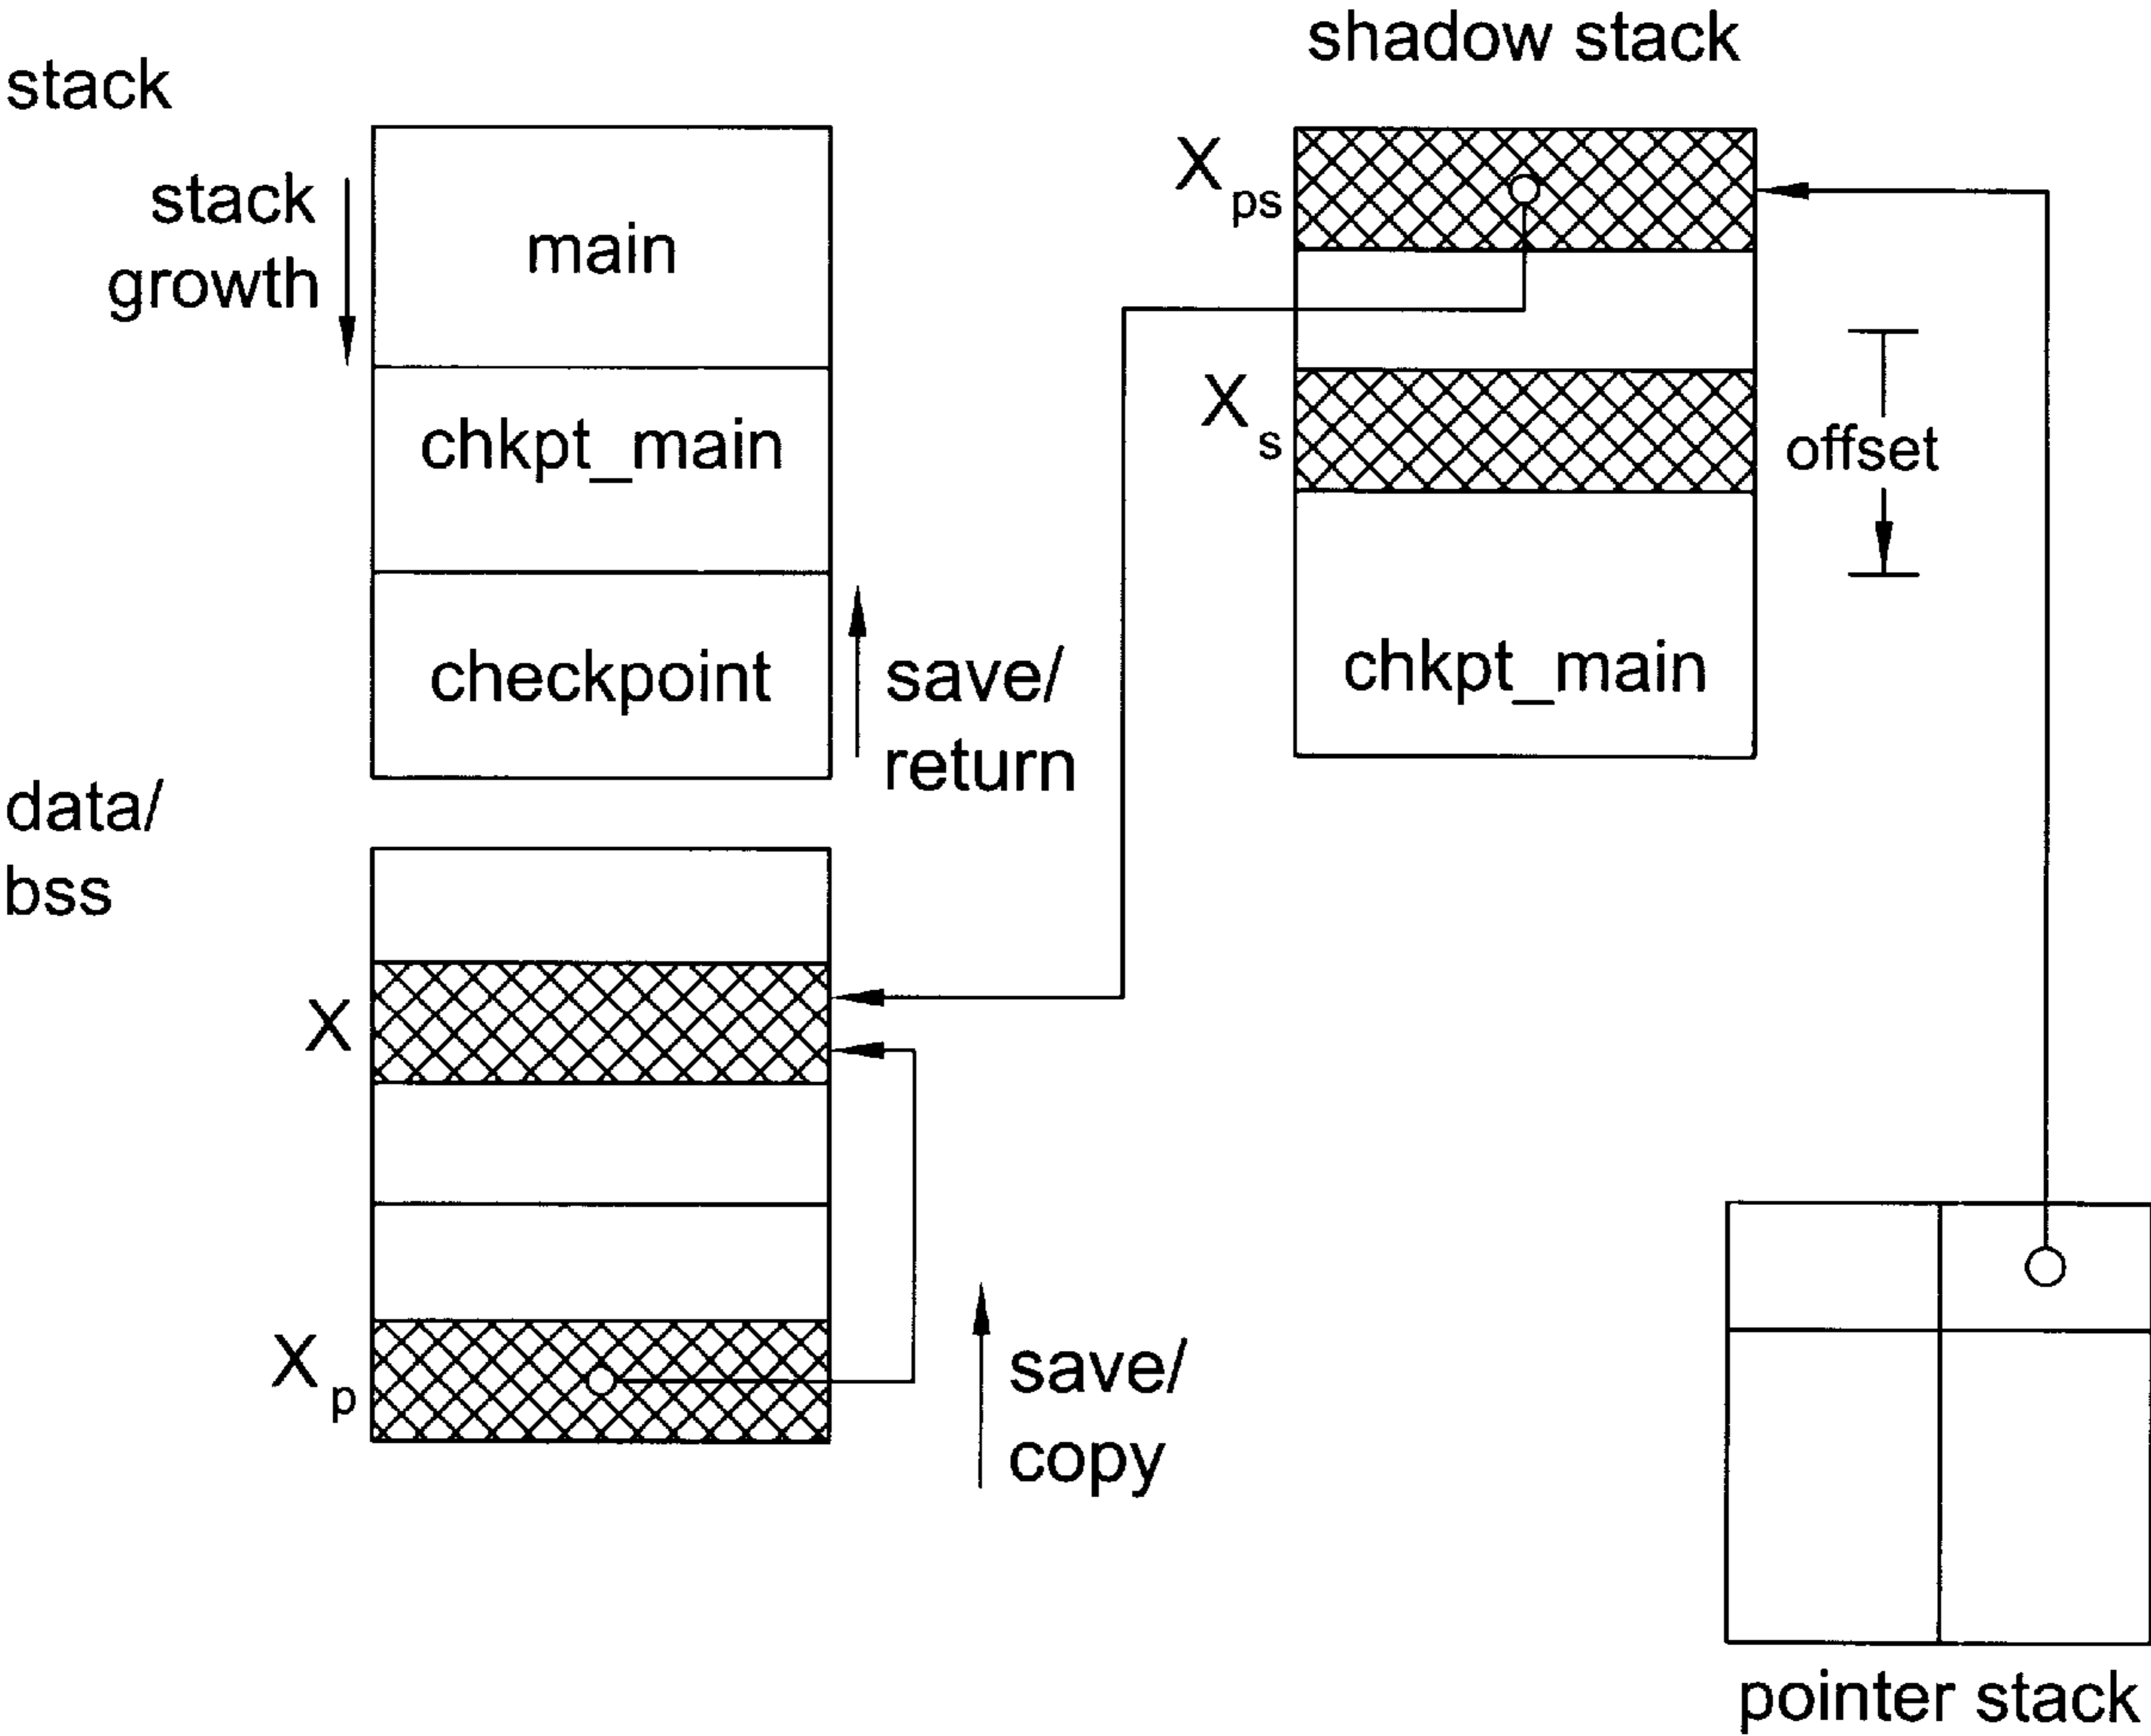 shadow stack
stack
stack
growth
main
chkpt_main
checkpoint
save/
return
X ps
X s
offset
chkpt_main
data/
bss
X
X p
save/
copy
pointer stack